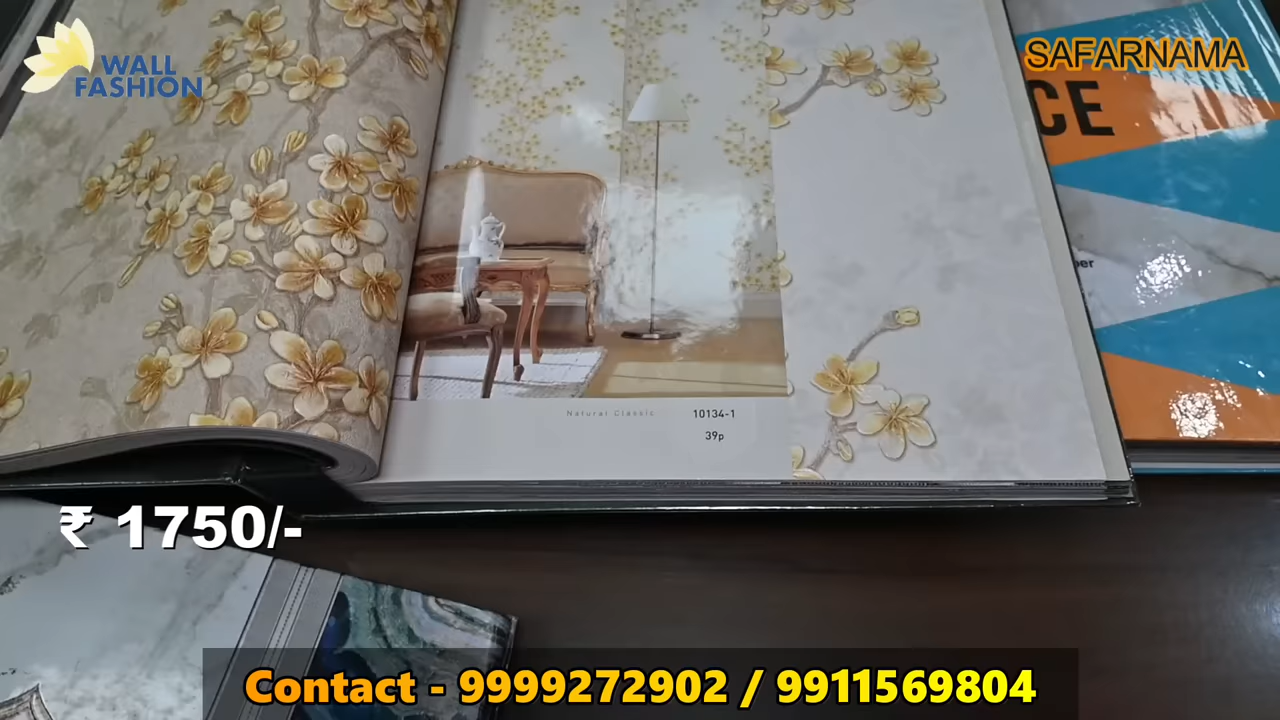 WALL
FASHION
SAFARNAMA
CE
Natural Classic
10134-1
39p
₹ 1750/-
Contact - 9999272902 / 9911569804